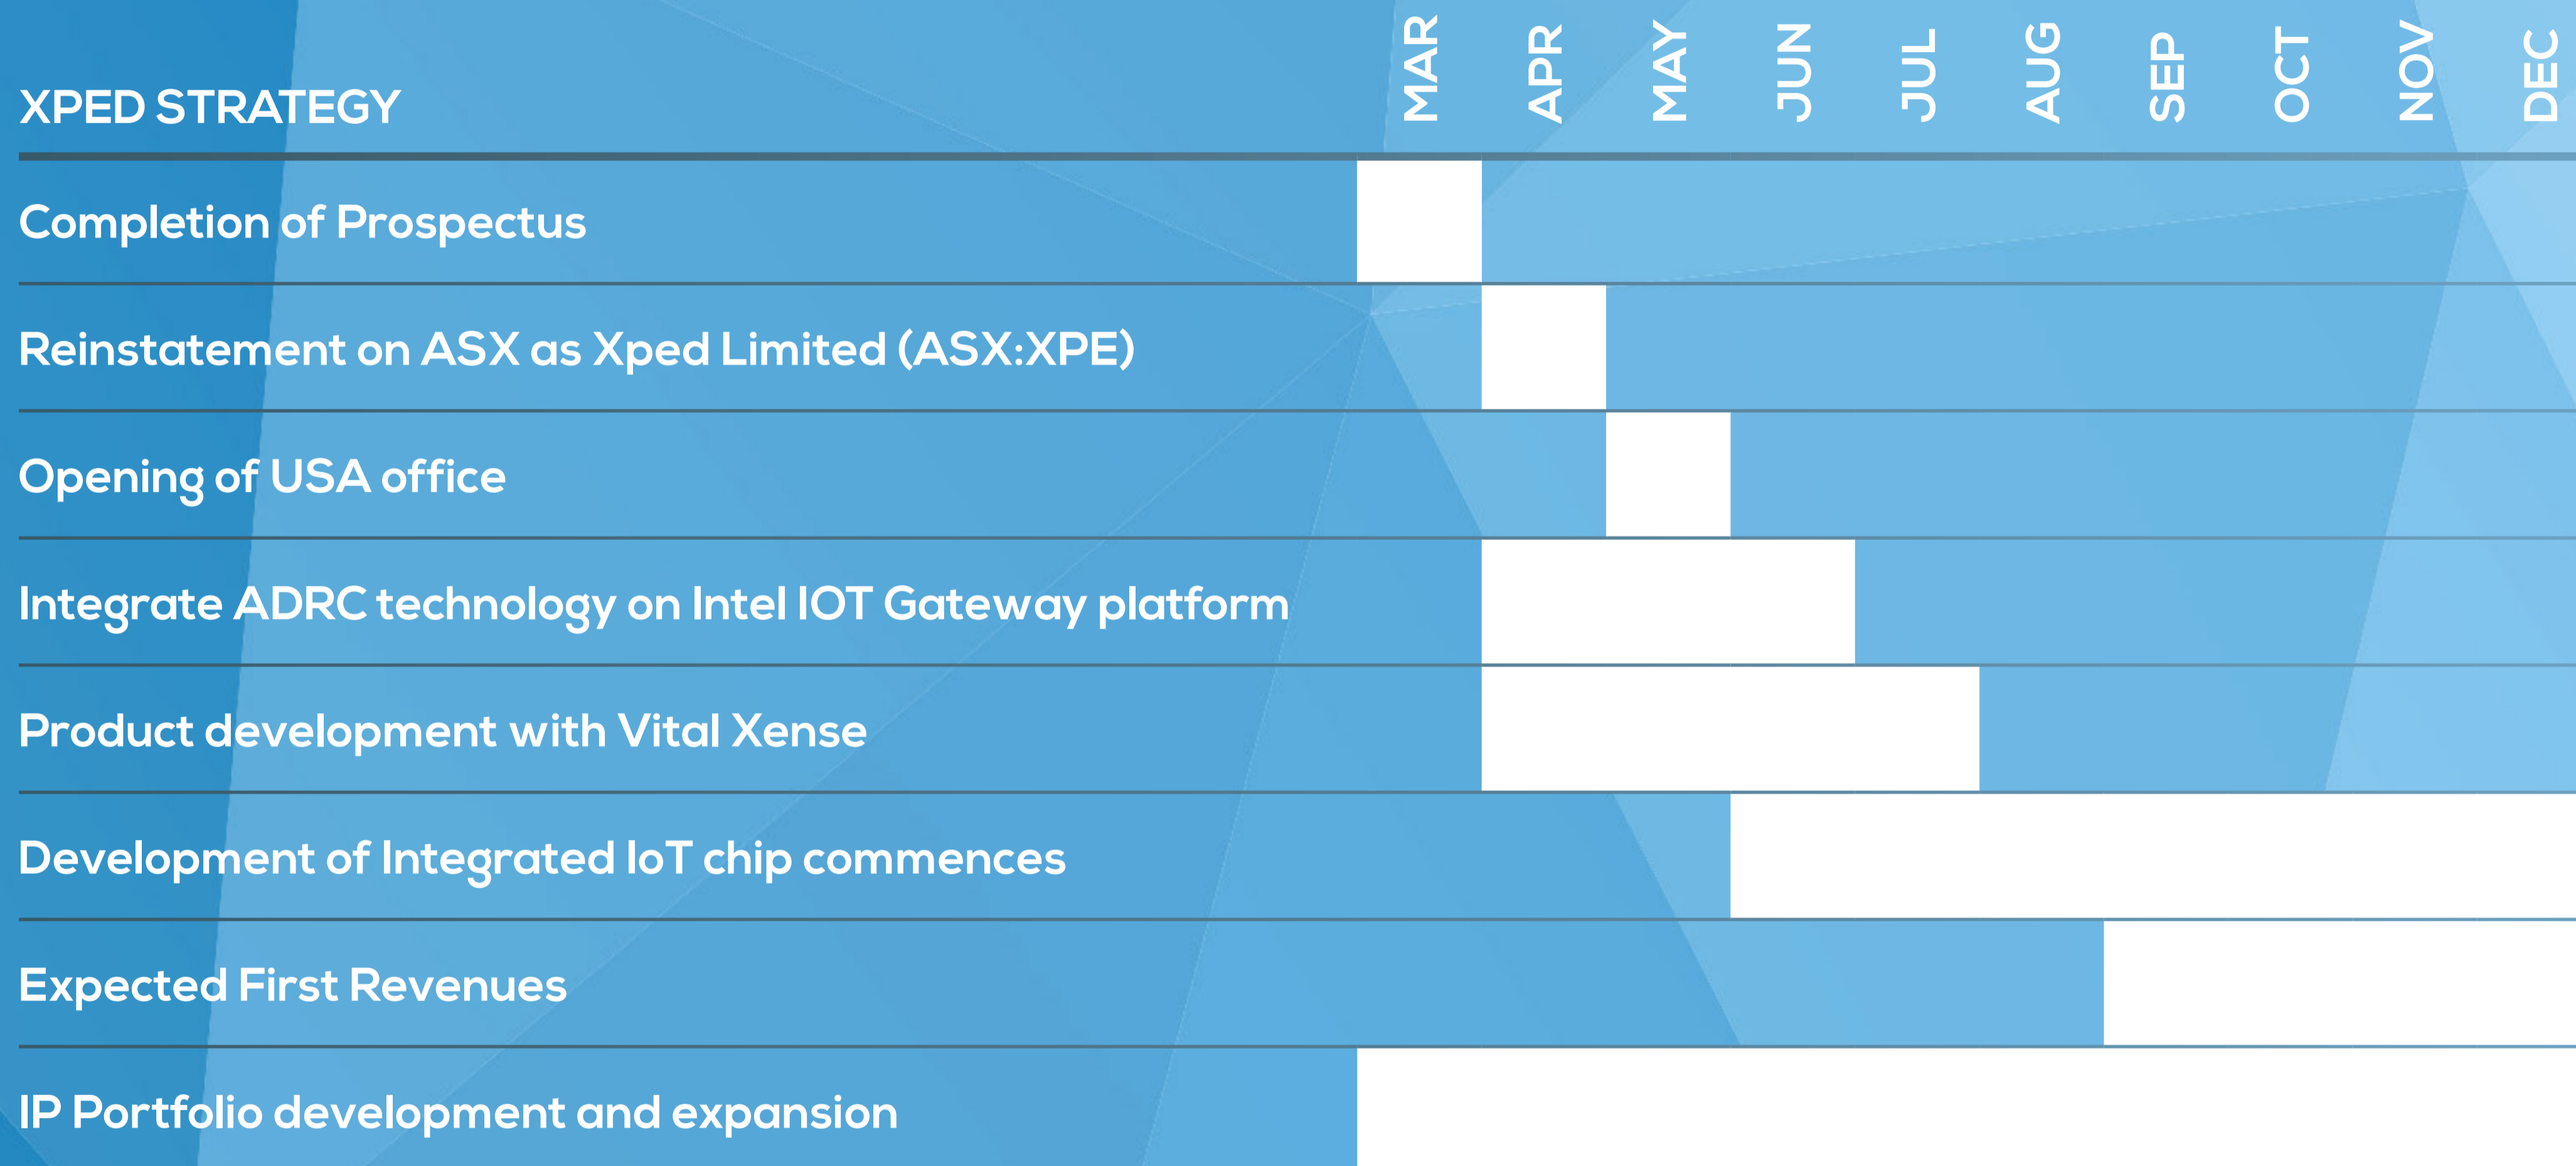 MAR APR MAY JUN JUL AUG SEP OCT NOV DEC
XPED STRATEGY
Completion of Prospectus
Reinstatement on ASX as Xped Limited (ASX:XPE)
Opening of USA office
Integrate ADRC technology on Intel IOT Gateway platform
Product development with Vital Xense
Development of Integrated IoT chip commences
Expected First Revenues
IP Portfolio development and expansion